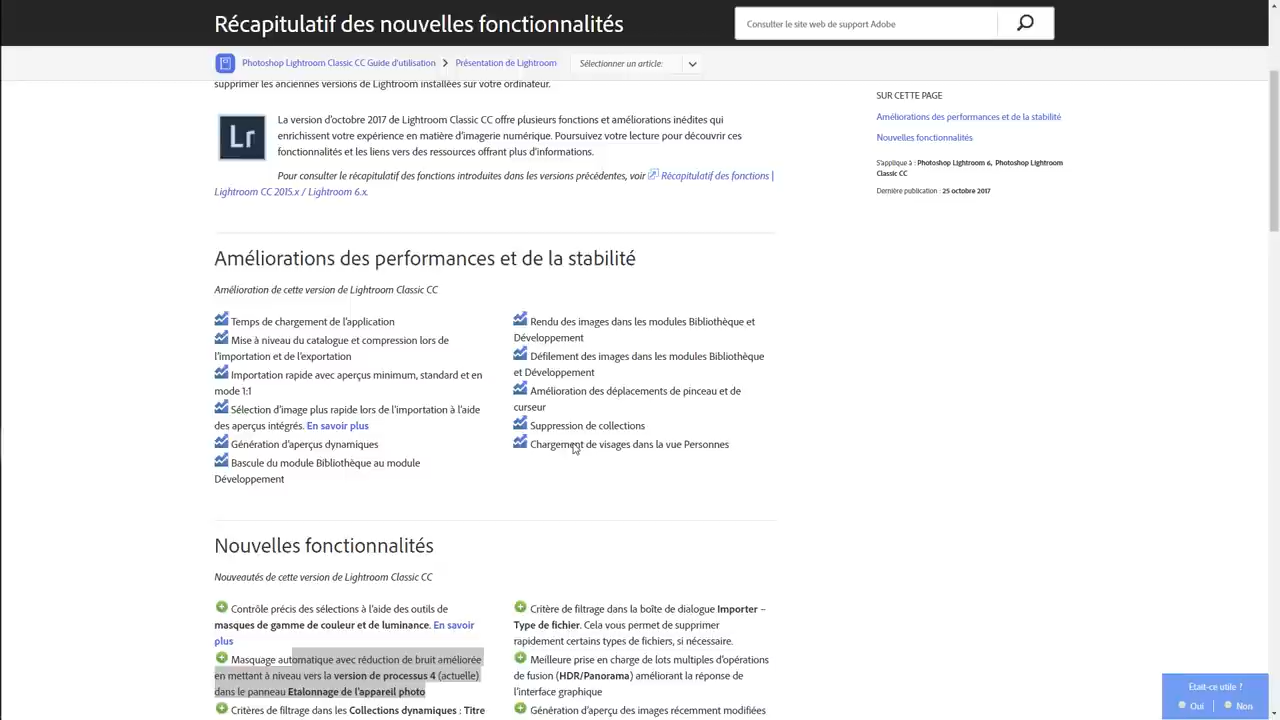 Récapitulatif des nouvelles fonctionnalités
Consulter le site web de support Adobe
Photoshop Lightroom Classic CC Guide d'utilisation
Présentation de Lightroom
Sélectionner un article:
supprimer les anciennes versions de Lightroom installées sur votre ordinateur.
Lr
La version d'octobre 2017 de Lightroom Classic CC offre plusieurs fonctions et améliorations inédites qui
enrichissent votre expérience en matière d'imagerie numérique. Poursuivez votre lecture pour découvrir ces
fonctionnalités et les liens vers des ressources offrant plus d'informations.
Pour consulter le récapitulatif des fonctions introduites dans les versions précédentes, voir Récapitulatif des fonctions |
Lightroom CC 2015.x / Lightroom 6.x.
SUR CETTE PAGE
Améliorations des performances et de la stabilité
Nouvelles fonctionnalités
S'applique à : Photoshop Lightroom 6, Photoshop Lightroom
Classic CC
Dernière publication : 25 octobre 2017
Améliorations des performances et de la stabilité
Amélioration de cette version de Lightroom Classic CC
Temps de chargement de l'application
Mise à niveau du catalogue et compression lors de
l'importation et de l'exportation
Importation rapide avec aperçus minimum, standard et en
mode 1:1
Sélection d'image plus rapide lors de l'importation à l'aide
des aperçus intégrés. En savoir plus
Génération d'aperçus dynamiques
Bascule du module Bibliothèque au module
Développement
Rendu des images dans les modules Bibliothèque et
Développement
Défilement des images dans les modules Bibliothèque
et Développement
Amélioration des déplacements de pinceau et de
curseur
Suppression de collections
Chargement de visages dans la vue Personnes
Nouvelles fonctionnalités
Nouveautés de cette version de Lightroom Classic CC
Contrôle précis des sélections à l'aide des outils de
masques de gamme de couleur et de luminance. En savoir
plus
Masquage automatique avec réduction de bruit améliorée
en mettant à niveau vers la version de processus 4 (actuelle)
dans le panneau Etalonnage de l'appareil photo
Critères de filtrage dans les Collections dynamiques : Titre
Critère de filtrage dans la boîte de dialogue Importer –
Type de fichier. Cela vous permet de supprimer
rapidement certains types de fichiers, si nécessaire.
Meilleure prise en charge de lots multiples d'opérations
de fusion (HDR/Panorama) améliorant la réponse de
l'interface graphique
Génération d'aperçu des images récemment modifiées
Etait-ce utile ?
Oui
Non